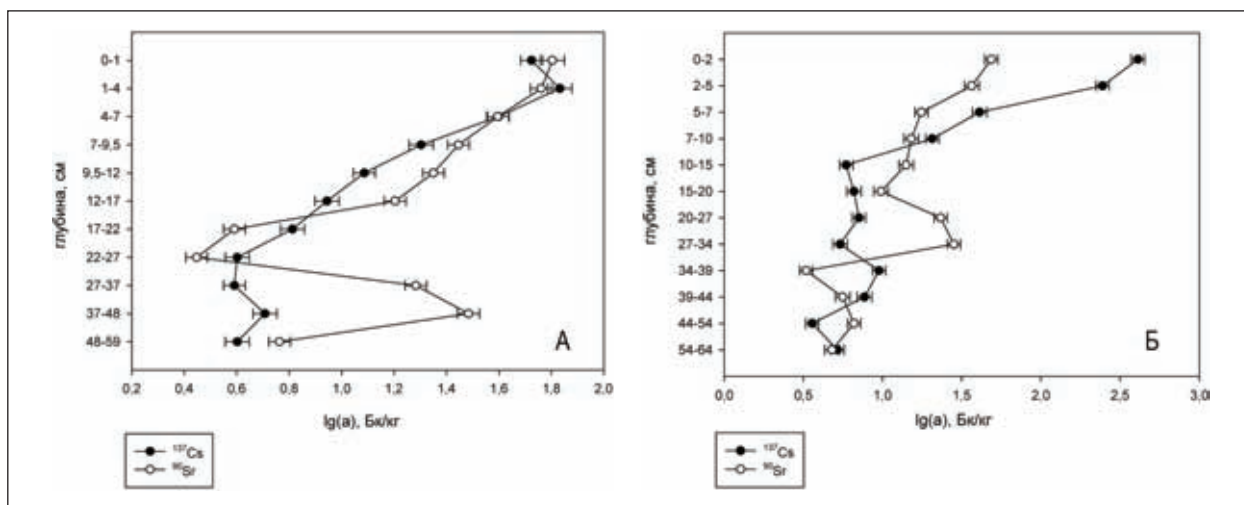 глубина, см
0-1
1-4
4-7
7-9,5
9,5-12
12-17
17-22
22-27
27-37
37-48
48-59
А
0,2 0,4 0,6 0,8 1,0 1,2 1,4 1,6 1,8 2,0
lg(a), Бк/кг
¹³⁷Cs
⁹⁰Sr
глубина, см
0-2
2-5
5-7
7-10
10-15
15-20
20-27
27-34
34-39
39-44
44-54
54-64
Б
0,0 0,5 1,0 1,5 2,0 2,5 3,0
lg(a), Бк/кг
¹³⁷Cs
⁹⁰Sr